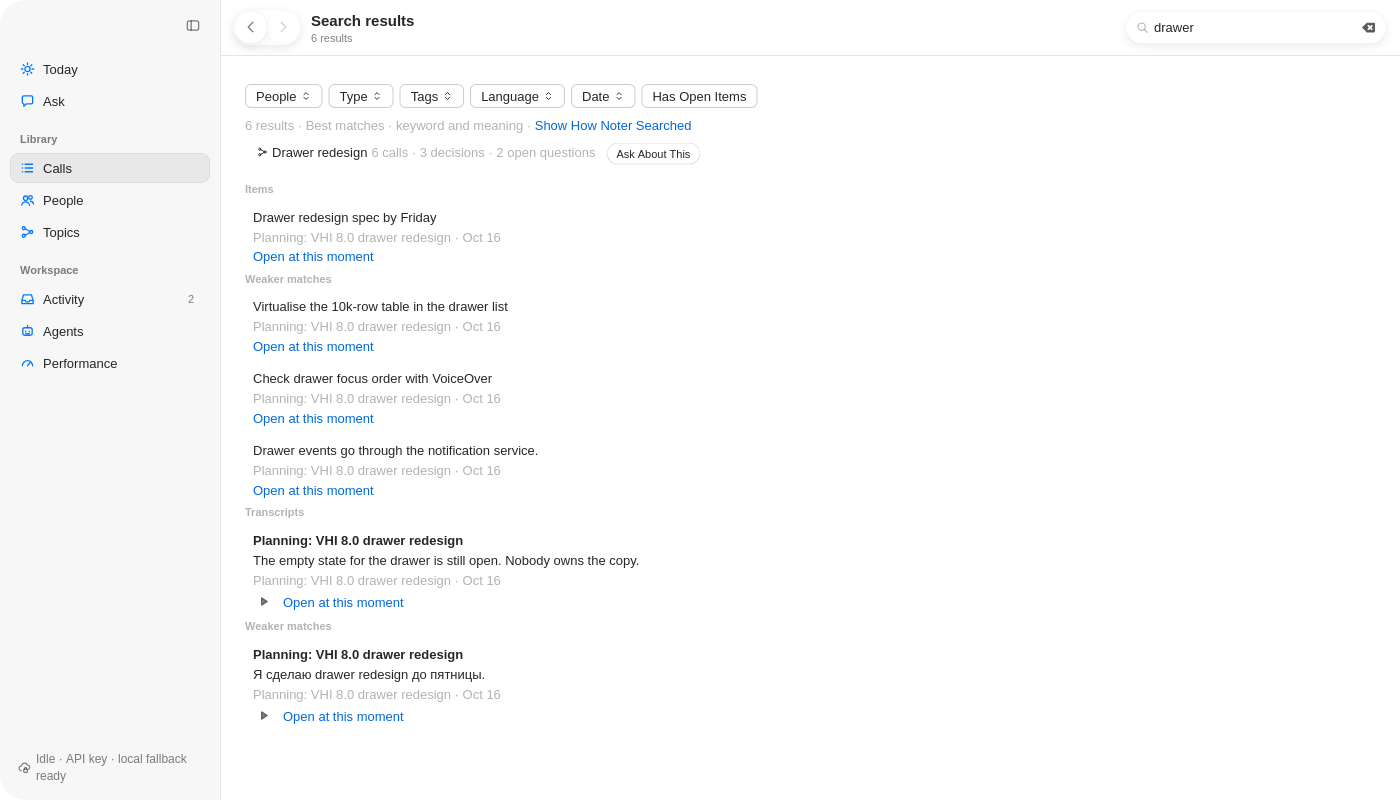 Search results
6 results
drawer
Today
Ask
Library
Calls
People
Topics
Workspace
Activity 2
Agents
Performance
Idle · API key · local fallback
ready
People Type Tags Language Date Has Open Items
6 results · Best matches · keyword and meaning · Show How Noter Searched
Drawer redesign 6 calls · 3 decisions · 2 open questions Ask About This
Items
Drawer redesign spec by Friday
Planning: VHI 8.0 drawer redesign · Oct 16
Open at this moment
Weaker matches
Virtualise the 10k-row table in the drawer list
Planning: VHI 8.0 drawer redesign · Oct 16
Open at this moment
Check drawer focus order with VoiceOver
Planning: VHI 8.0 drawer redesign · Oct 16
Open at this moment
Drawer events go through the notification service.
Planning: VHI 8.0 drawer redesign · Oct 16
Open at this moment
Transcripts
Planning: VHI 8.0 drawer redesign
The empty state for the drawer is still open. Nobody owns the copy.
Planning: VHI 8.0 drawer redesign · Oct 16
Open at this moment
Weaker matches
Planning: VHI 8.0 drawer redesign
Я сделаю drawer redesign до пятницы.
Planning: VHI 8.0 drawer redesign · Oct 16
Open at this moment